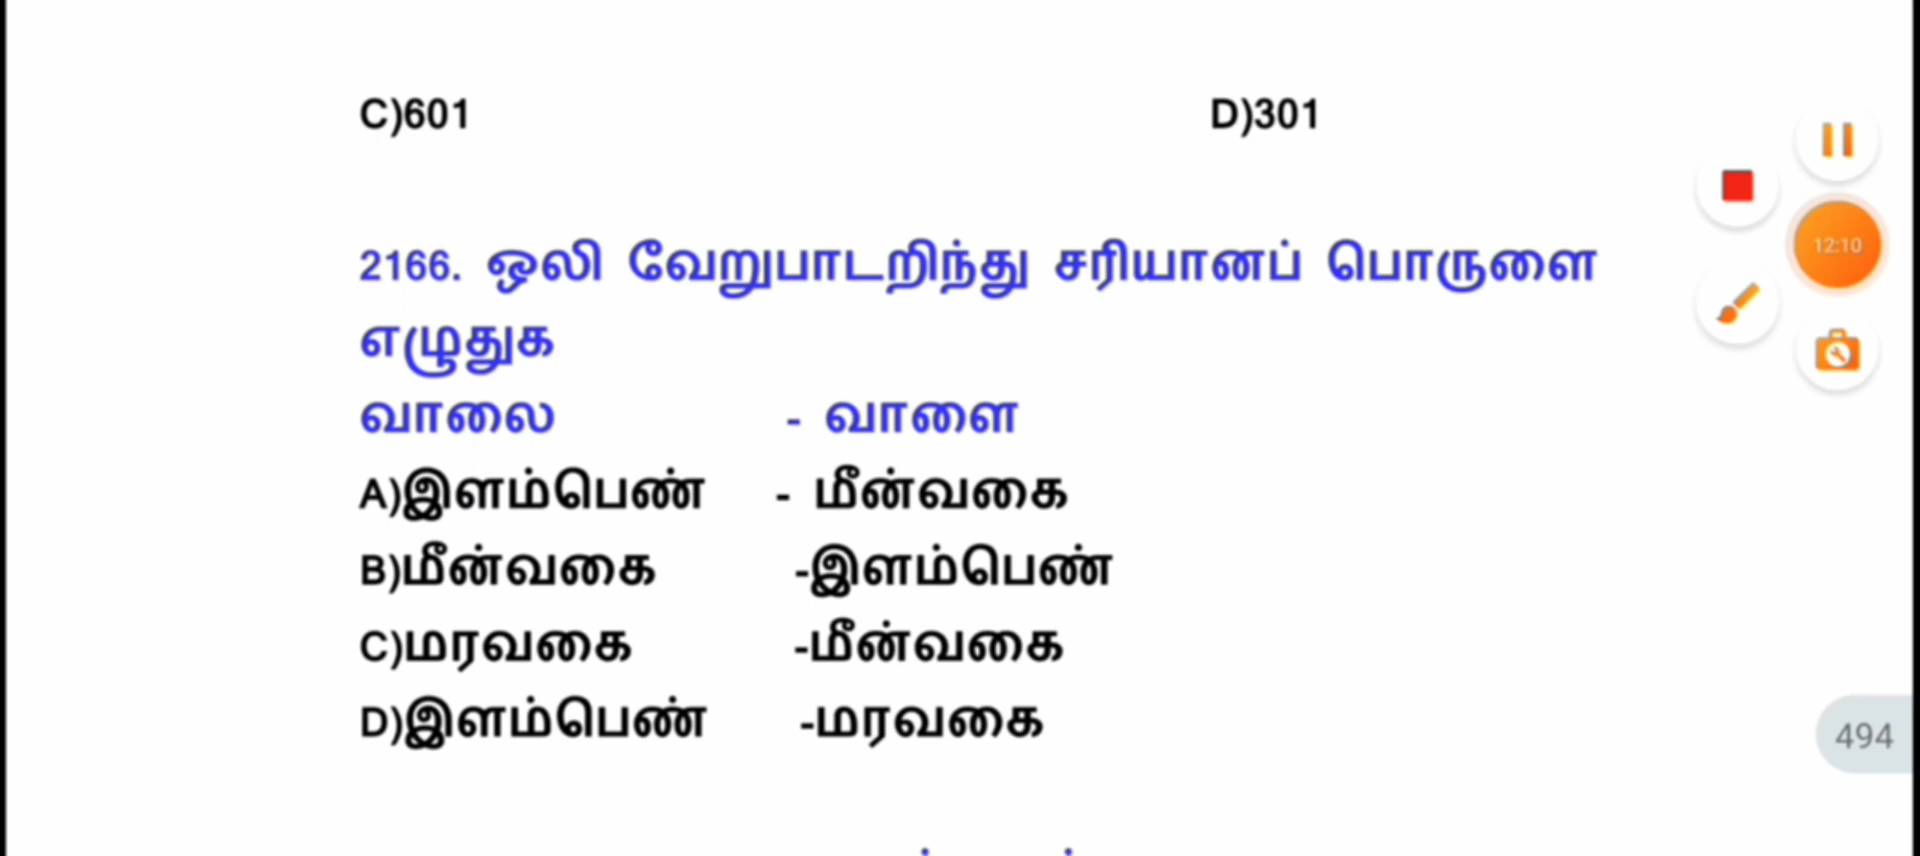 C)601 D)301
2166. ஒலி வேறுபாடறிந்து சரியானப் பொருளை
எழுதுக
வாலை - வாளை
A)இளம்பெண் - மீன்வகை
B)மீன்வகை -இளம்பெண்
C)மரவகை -மீன்வகை
D)இளம்பெண் -மரவகை
12:10
494